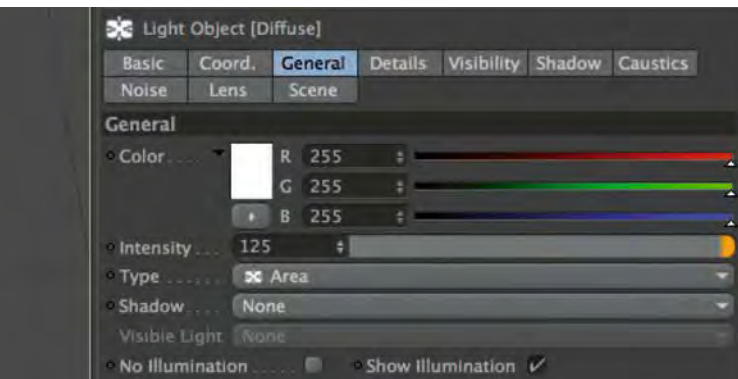 Light Object [Diffuse]
Basic Coord. General Details Visibility Shadow Caustics
Noise Lens Scene
General
Color R 255
G 255
B 255
Intensity 125
Type Area
Shadow None
Visible Light None
No Illumination Show Illumination